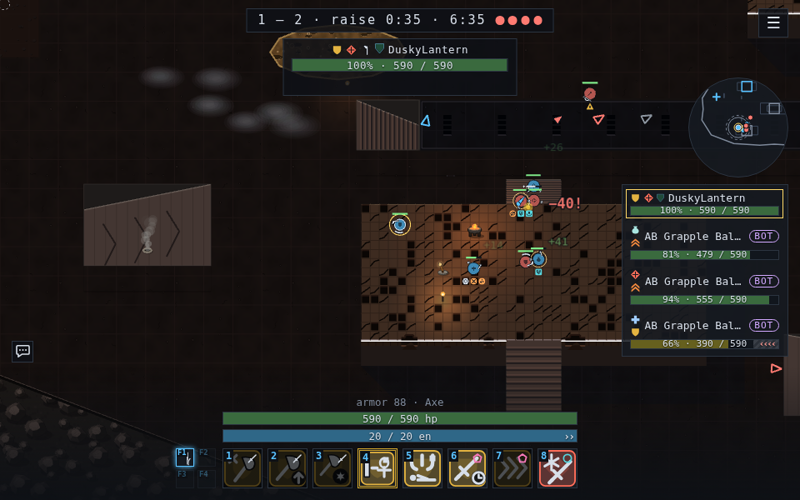 1 – 2 · raise 0:35 · 6:35
DuskyLantern
100% · 590 / 590
+26
-40!
+41
DuskyLantern
100% · 590 / 590
AB Grapple Bal… BOT
81% · 479 / 590
AB Grapple Bal… BOT
94% · 555 / 590
AB Grapple Bal… BOT
66% · 390 / 590
armor 88 · Axe
590 / 590 hp
20 / 20 en
F1 F2
F3 F4
1 2 3 4 5 6 7 8